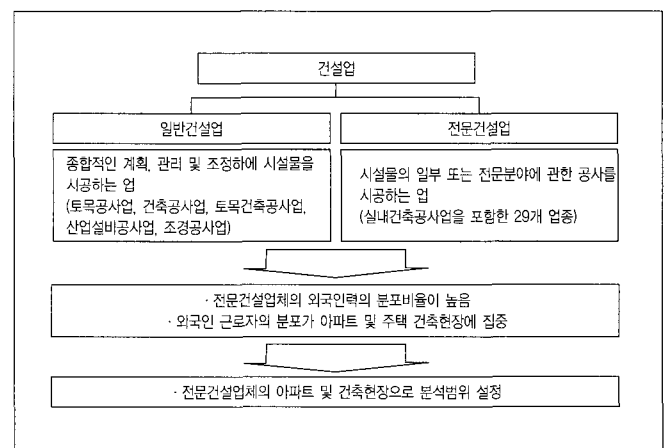 건설업
일반건설업
전문건설업
종합적인 계획, 관리 및 조정하에 시설물을
시공하는 업
(토목공사업, 건축공사업, 토목건축공사업,
산업설비공사업, 조경공사업)
시설물의 일부 또는 전문분야에 관한 공사를
시공하는 업
(실내건축공사업을 포함한 29개 업종)
· 전문건설업체의 외국인력의 분포비율이 높음
· 외국인 근로자의 분포가 아파트 및 주택 건축현장에 집중
· 전문건설업체의 아파트 및 건축현장으로 분석범위 설정